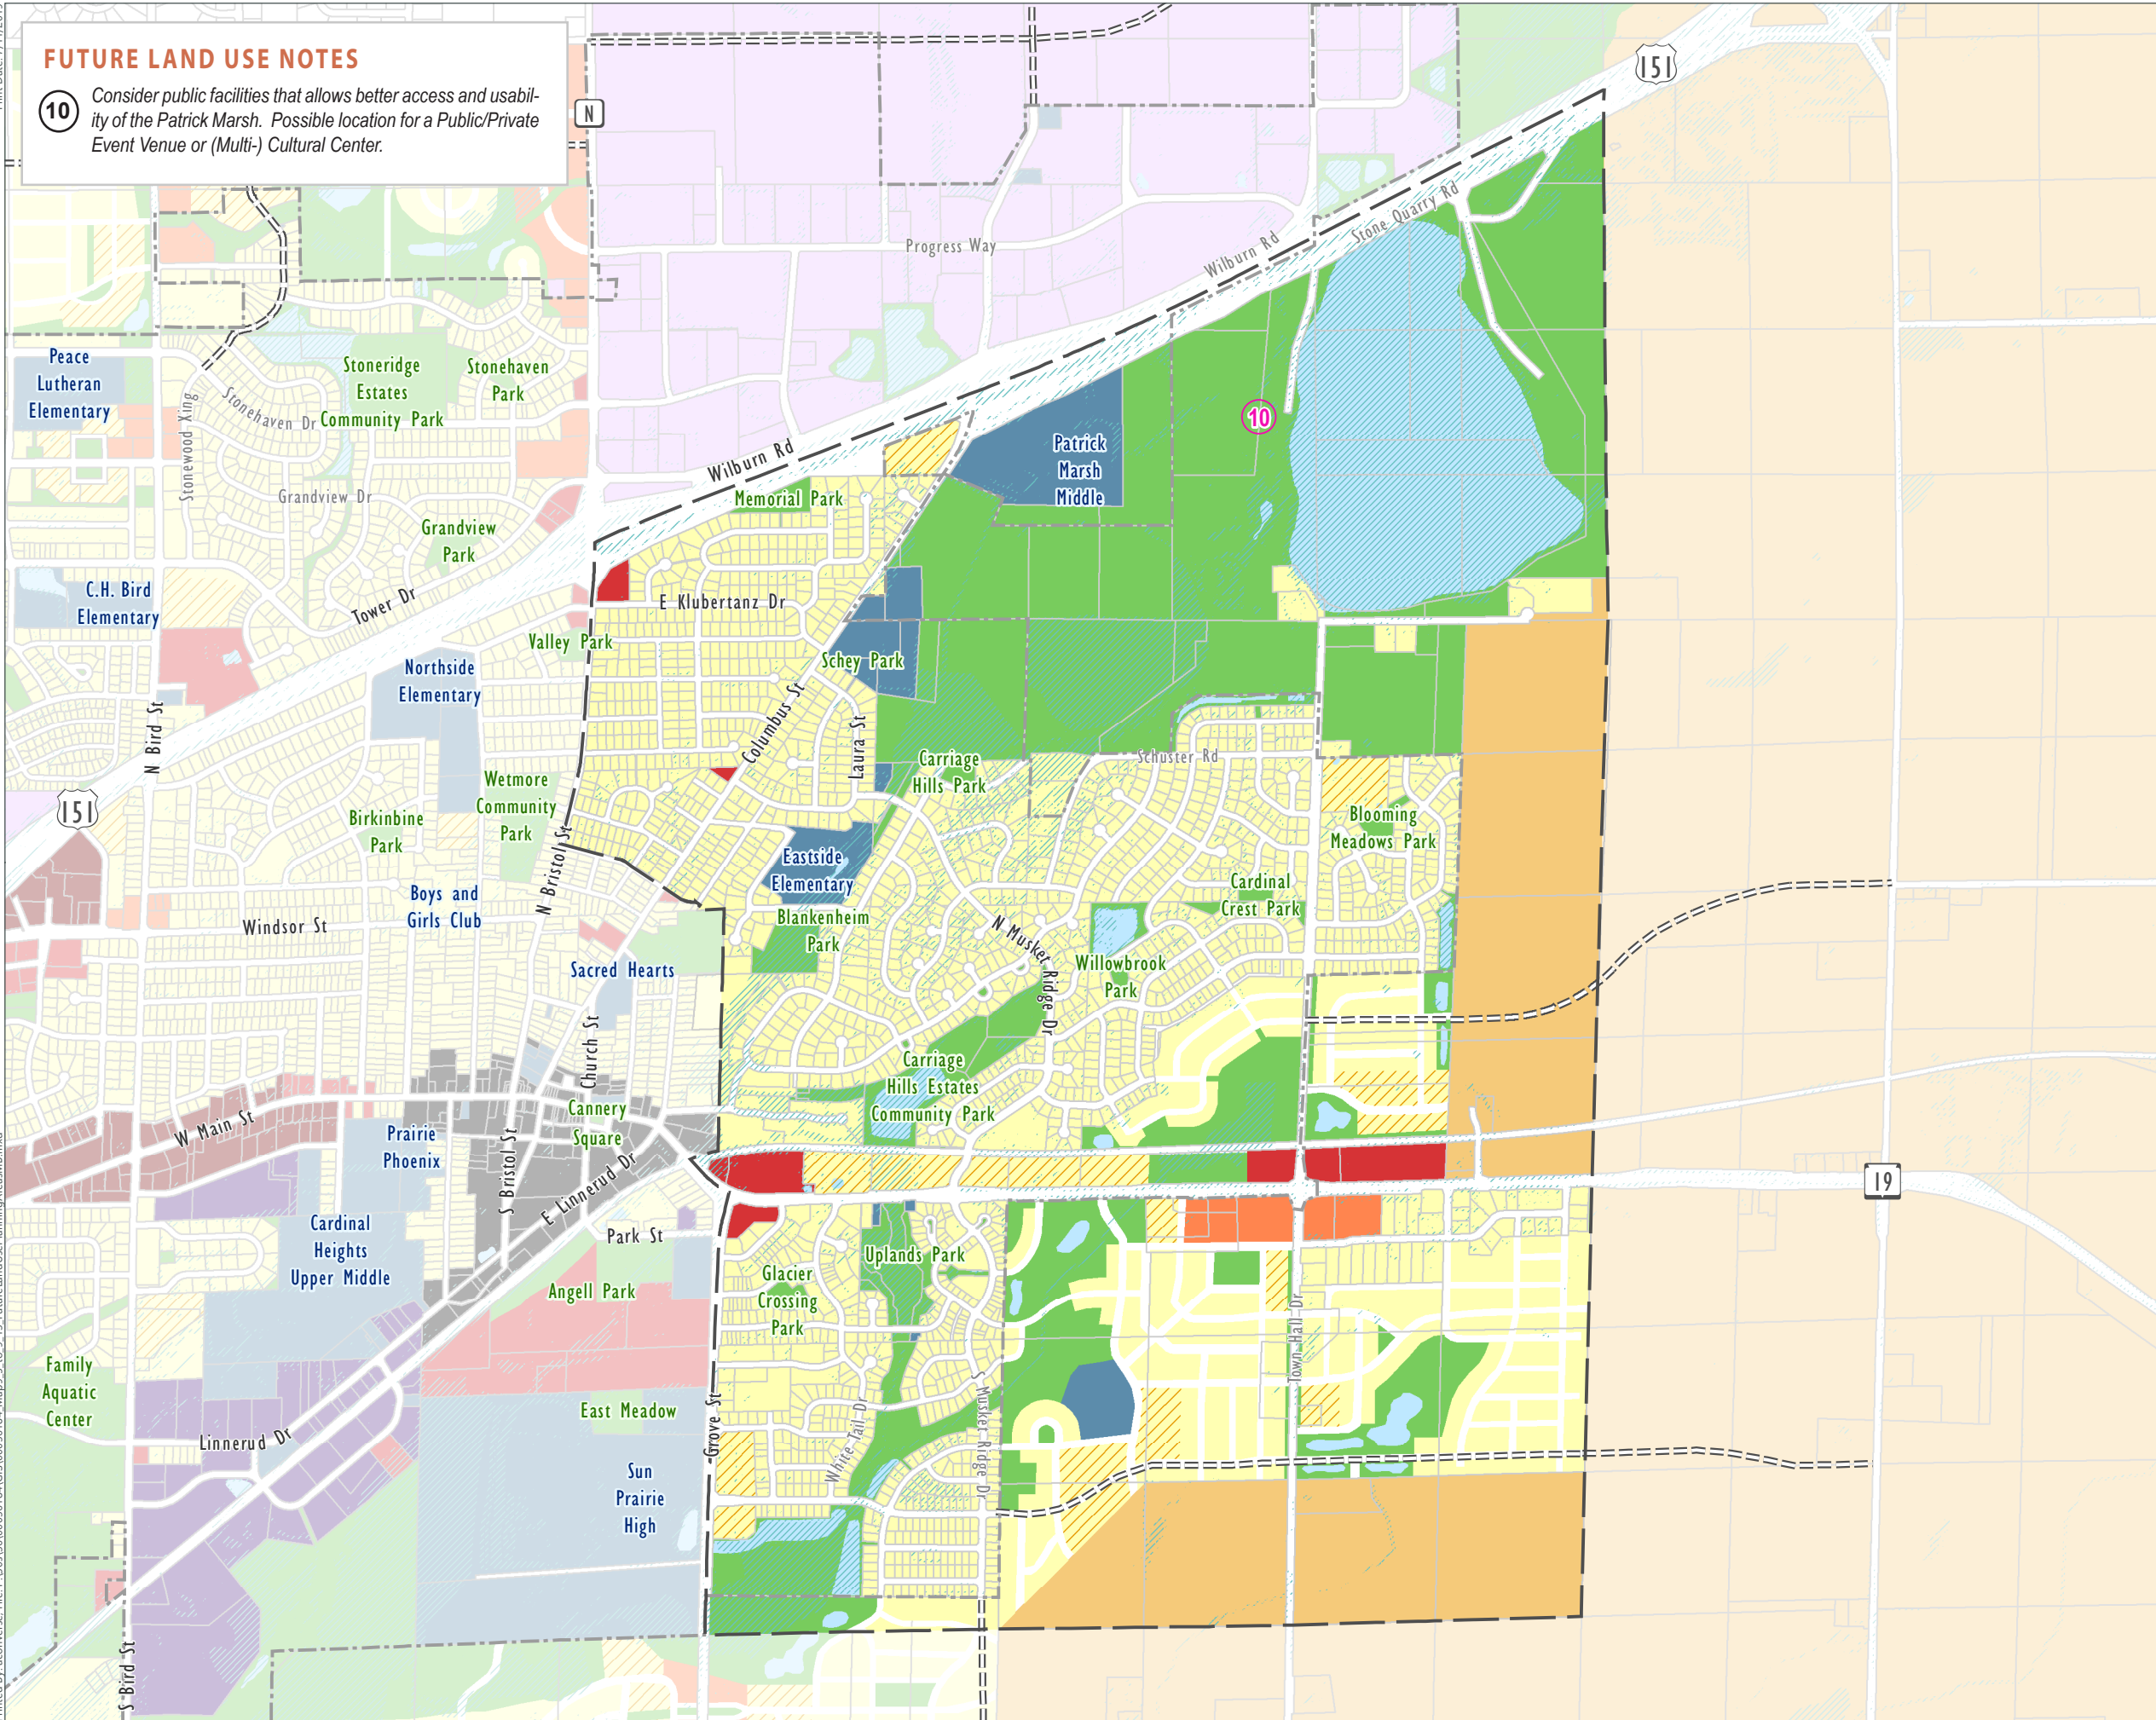 FUTURE LAND USE NOTES
10
Consider public facilities that allows better access and usabil-
ity of the Patrick Marsh. Possible location for a Public/Private
Event Venue or (Multi-) Cultural Center.
N
151
Progress Way
Wilburn Rd
Stone Quarry Rd
Peace
Lutheran
Elementary
Stoneridge
Estates
Community Park
Stonehaven
Park
Stonehaven Dr
Stonewood Xing
Grandview Dr
Grandview
Park
Wilburn Rd
Memorial Park
Patrick
Marsh
Middle
10
C.H. Bird
Elementary
Tower Dr
E Klubertanz Dr
Valley Park
Northside
Elementary
Schey Park
N Bird St
Columbus St
Laura St
151
Wetmore
Community
Park
Birkinbine
Park
Carriage
Hills Park
Schuster Rd
Blooming
Meadows Park
N Bristol St
Eastside
Elementary
Boys and
Girls Club
Windsor St
Blankenheim
Park
Cardinal
Crest Park
N Musket Ridge Dr
Willowbrook
Park
Sacred Hearts
Church St
Carriage
Hills Estates
Community Park
Cannery
Square
W Main St
Prairie
Phoenix
S Bristol St
E Linnerud Dr
19
Cardinal
Heights
Upper Middle
Park St
Uplands Park
Angell Park
Glacier
Crossing
Park
Town Hall Dr
Family
Aquatic
Center
East Meadow
Grove St
White Tail Dr
S Musket Ridge Dr
Linnerud Dr
Sun
Prairie
High
S Bird St